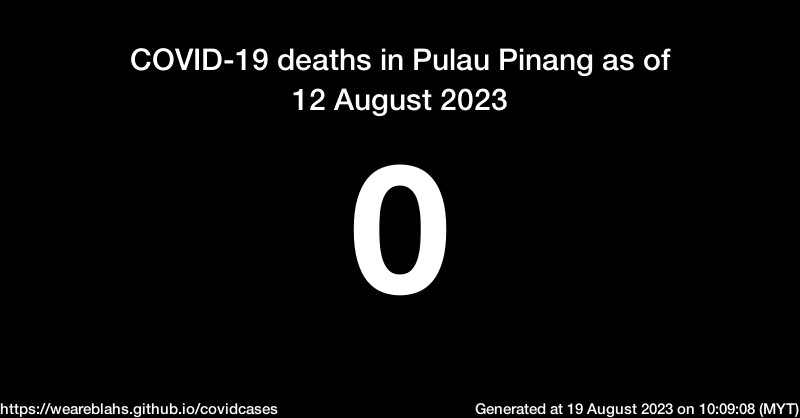 COVID-19 deaths in Pulau Pinang as of
12 August 2023
0
https://weareblahs.github.io/covidcases
Generated at 19 August 2023 on 10:09:08 (MYT)